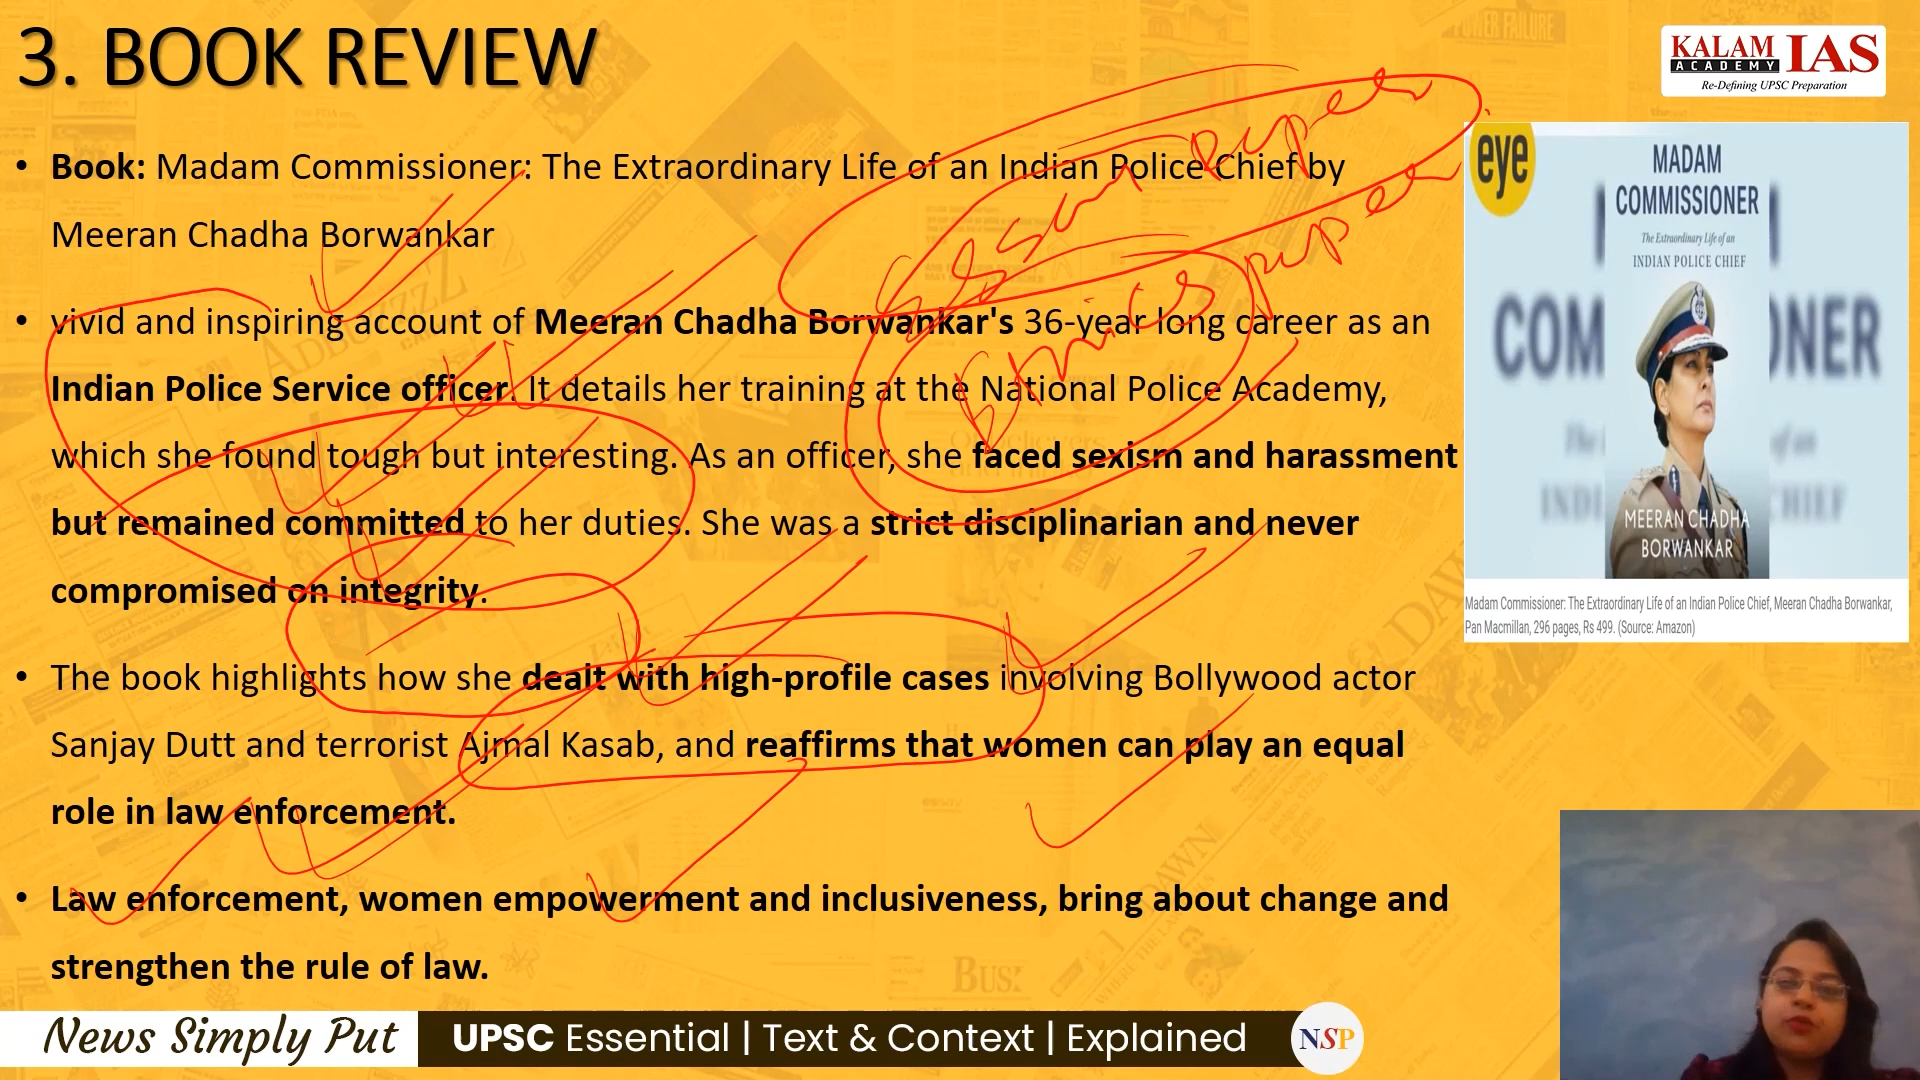 3. BOOK REVIEW
KALAM IAS
ACADEMY
Re-Defining UPSC Preparation
• Book: Madam Commissioner: The Extraordinary Life of an Indian Police Chief by
Meeran Chadha Borwankar
• vivid and inspiring account of Meeran Chadha Borwankar's 36-year long career as an
Indian Police Service officer. It details her training at the National Police Academy,
which she found tough but interesting. As an officer, she faced sexism and harassment
but remained committed to her duties. She was a strict disciplinarian and never
compromised on integrity.
• The book highlights how she dealt with high-profile cases involving Bollywood actor
Sanjay Dutt and terrorist Ajmal Kasab, and reaffirms that women can play an equal
role in law enforcement.
• Law enforcement, women empowerment and inclusiveness, bring about change and
strengthen the rule of law.
paper
Ethics paper
eye
MADAM
COMMISSIONER
The Extraordinary Life of an
INDIAN POLICE CHIEF
COM
ONER
of an
CHIEF
MEERAN CHADHA
BORWANKAR
Madam Commissioner: The Extraordinary Life of an Indian Police Chief, Meeran Chadha Borwankar,
Pan Macmillan, 296 pages, Rs 499. (Source: Amazon)
News Simply Put
UPSC Essential | Text & Context | Explained
NSP